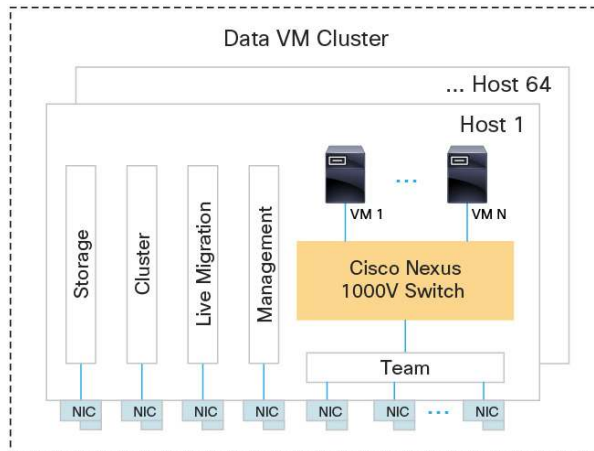 Data VM Cluster
... Host 64
Host 1
Storage
Cluster
Live Migration
Management
VM 1
...
VM N
Cisco Nexus
1000V Switch
Team
NIC
NIC
NIC
NIC
NIC
NIC
...
NIC